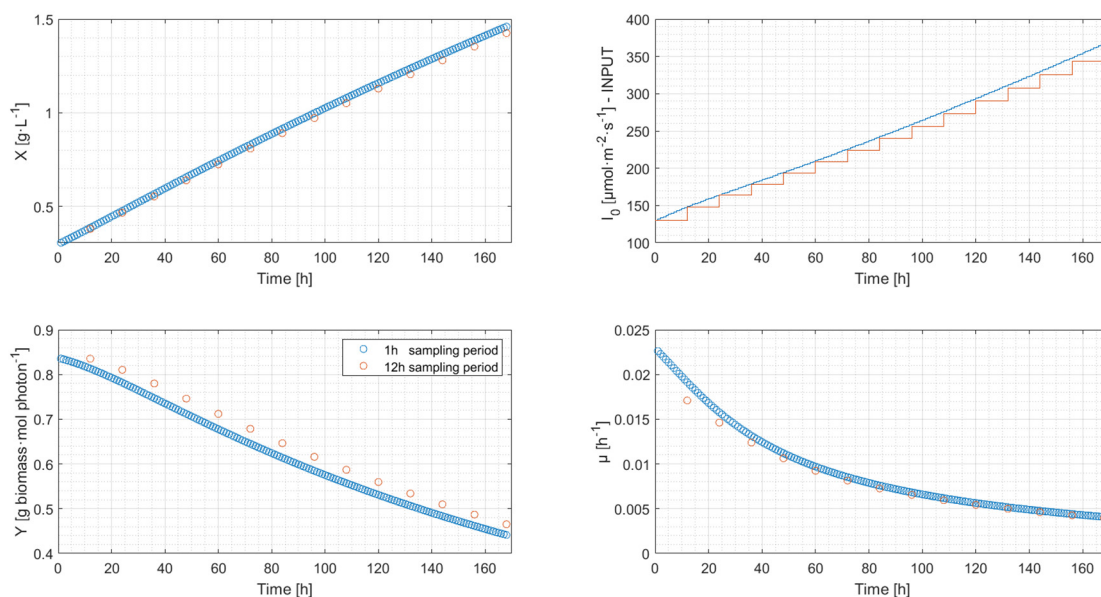 1.5
1
0.5
0 20 40 60 80 100 120 140 160
X [g·L⁻¹]
Time [h]
400
350
300
250
200
150
100
0 20 40 60 80 100 120 140 160
I₀ [µmol·m⁻²·s⁻¹] - INPUT
Time [h]
0.9
0.8
0.7
0.6
0.5
0.4
0 20 40 60 80 100 120 140 160
Y [g biomass·mol photon⁻¹]
Time [h]
1h sampling period
12h sampling period
0.025
0.02
0.015
0.01
0.005
0
0 20 40 60 80 100 120 140 160
µ [h⁻¹]
Time [h]